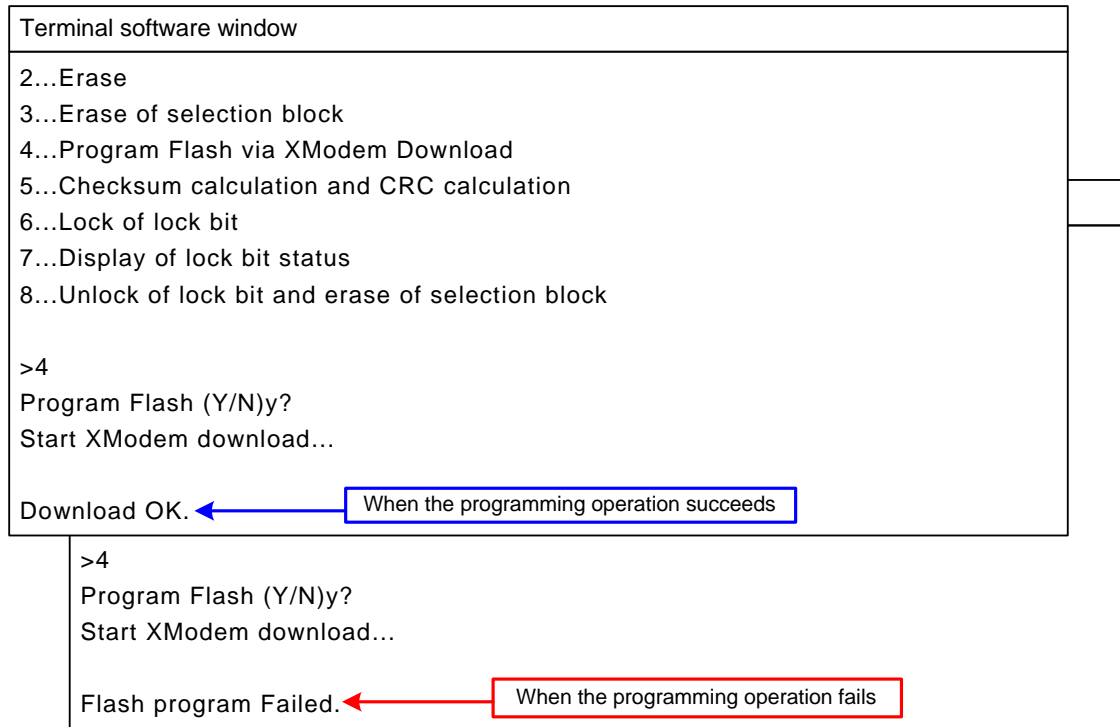 Terminal software window
2...Erase
3...Erase of selection block
4...Program Flash via XModem Download
5...Checksum calculation and CRC calculation
6...Lock of lock bit
7...Display of lock bit status
8...Unlock of lock bit and erase of selection block
>4
Program Flash (Y/N)y?
Start XModem download...
Download OK.
When the programming operation succeeds
>4
Program Flash (Y/N)y?
Start XModem download...
Flash program Failed.
When the programming operation fails